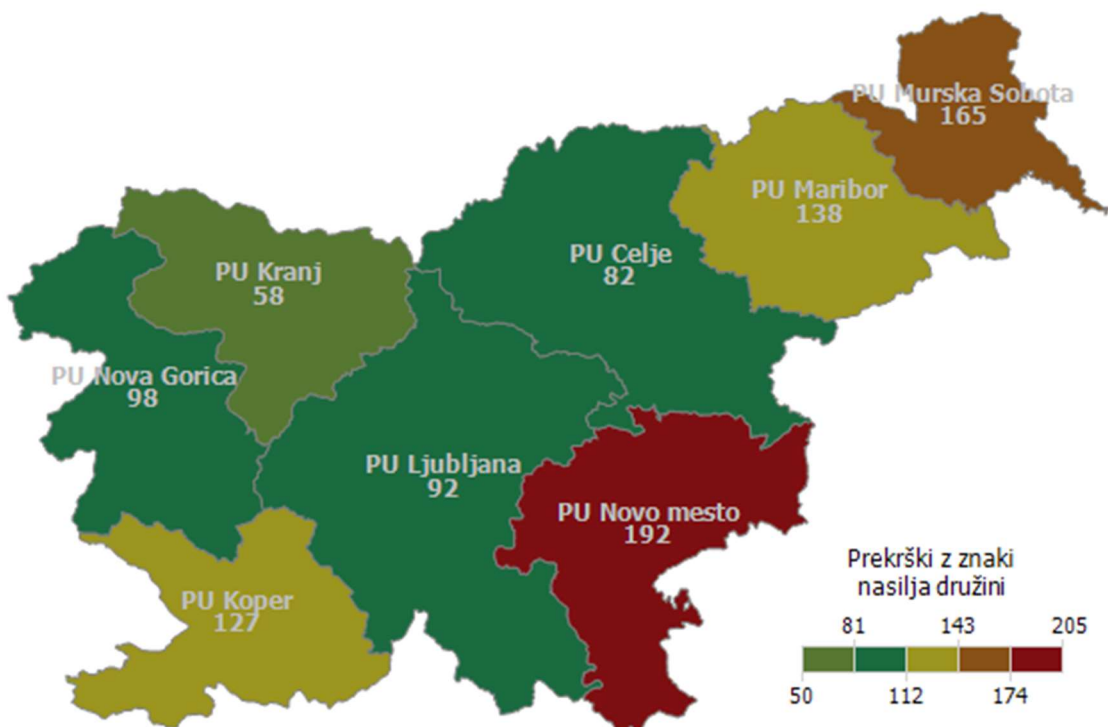 PU Murska Sobota
165
PU Maribor
138
PU Celje
82
PU Kranj
58
PU Nova Gorica
98
PU Ljubljana
92
PU Novo mesto
192
PU Koper
127
Prekrški z znaki
nasilja družini
81 143 205
50 112 174